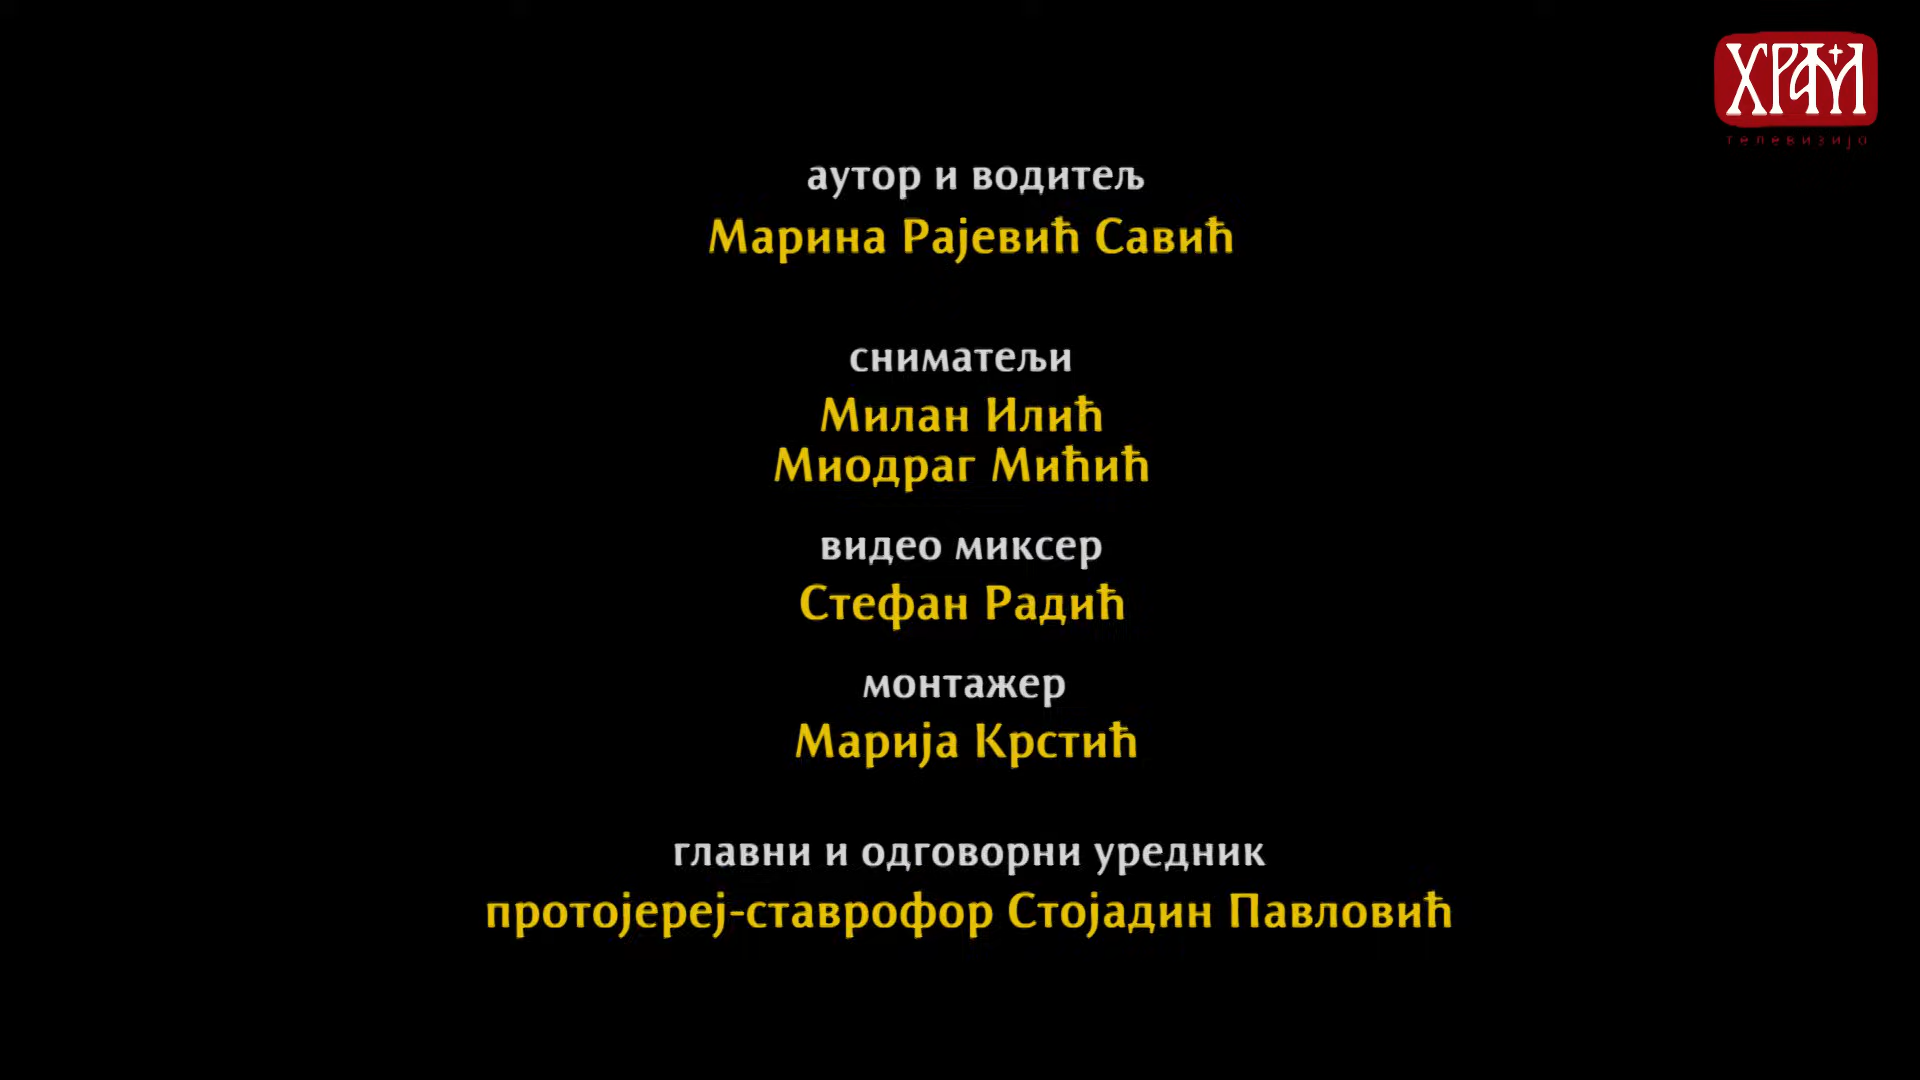 ХРАМ
телевизија
аутор и водитељ
Марина Рајевић Савић
сниматељи
Милан Илић
Миодраг Мићић
видео миксер
Стефан Радић
монтажер
Марија Крстић
главни и одговорни уредник
протојереј-ставрофор Стојадин Павловић